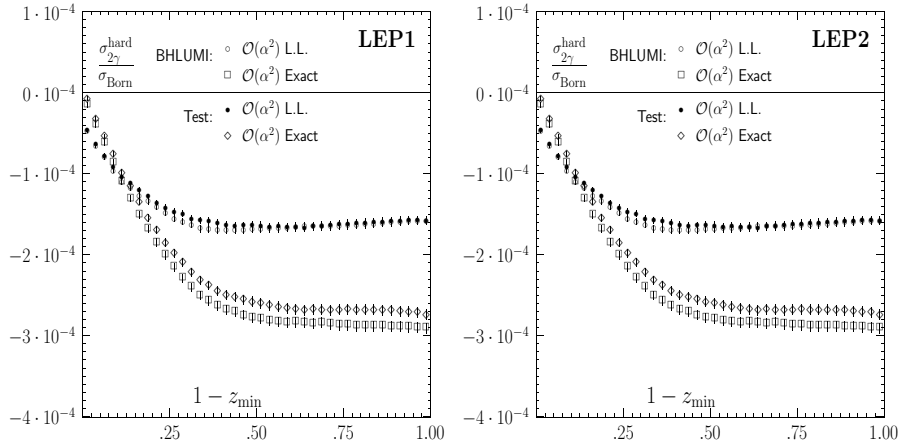 1·10⁻⁴
σ^hard_2γ / σ_Born
BHLUMI: ○ 𝒪(α²) L.L.
□ 𝒪(α²) Exact
LEP1
0·10⁻⁴
Test: • 𝒪(α²) L.L.
◇ 𝒪(α²) Exact
−1·10⁻⁴
−2·10⁻⁴
−3·10⁻⁴
−4·10⁻⁴
1 − z_min
.25 .50 .75 1.00
1·10⁻⁴
σ^hard_2γ / σ_Born
BHLUMI: ○ 𝒪(α²) L.L.
□ 𝒪(α²) Exact
LEP2
0·10⁻⁴
Test: • 𝒪(α²) L.L.
◇ 𝒪(α²) Exact
−1·10⁻⁴
−2·10⁻⁴
−3·10⁻⁴
−4·10⁻⁴
1 − z_min
.25 .50 .75 1.00